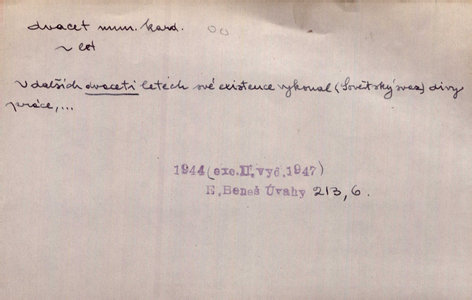 dvacet num. kard.
~ let
V dalších dvaceti letech své existence vykonal (Sovětský svaz) divy
práce,...
1944(exc.II.vyd.1947)
E.Beneš Úvahy 213,6.